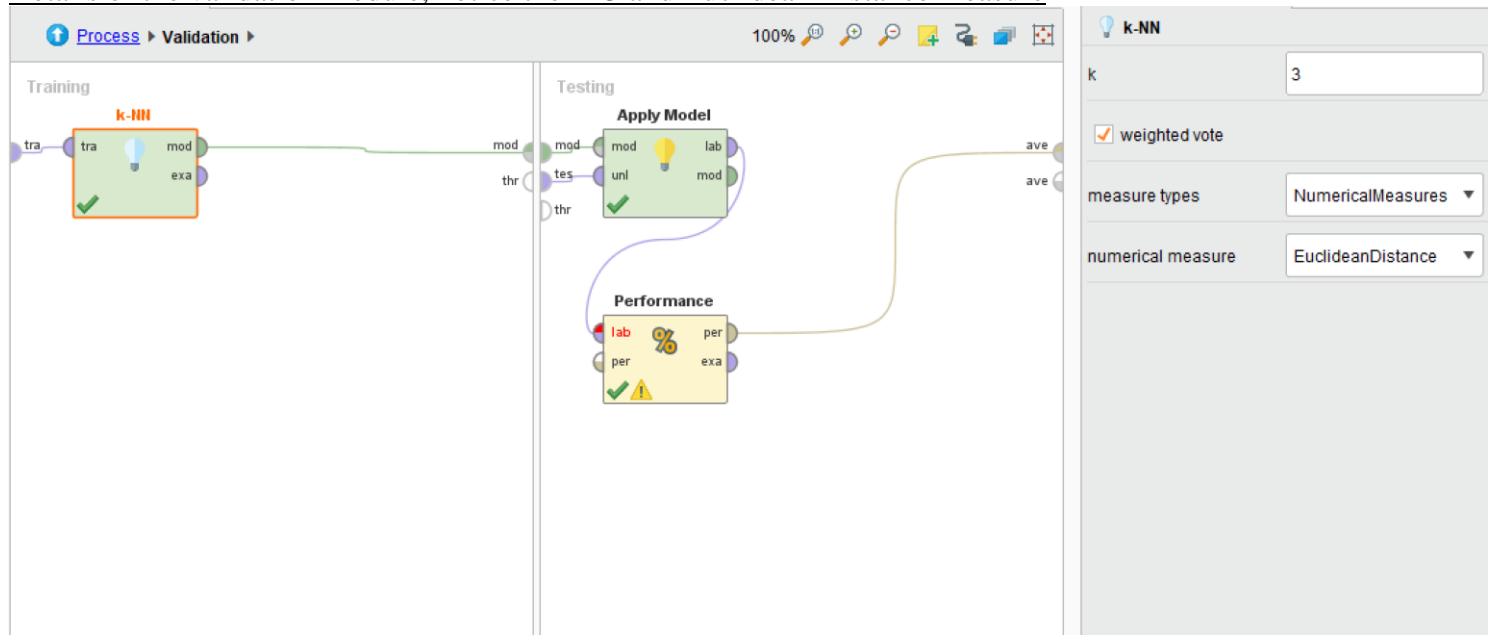 Process Validation
100%
k-NN
k
3
weighted vote
measure types
NumericalMeasures
numerical measure
EuclideanDistance
Training
k-NN
tra
tra
mod
exa
mod
thr
Testing
Apply Model
mod
mod
lab
tes
unl
mod
thr
Performance
lab
per
per
exa
ave
ave